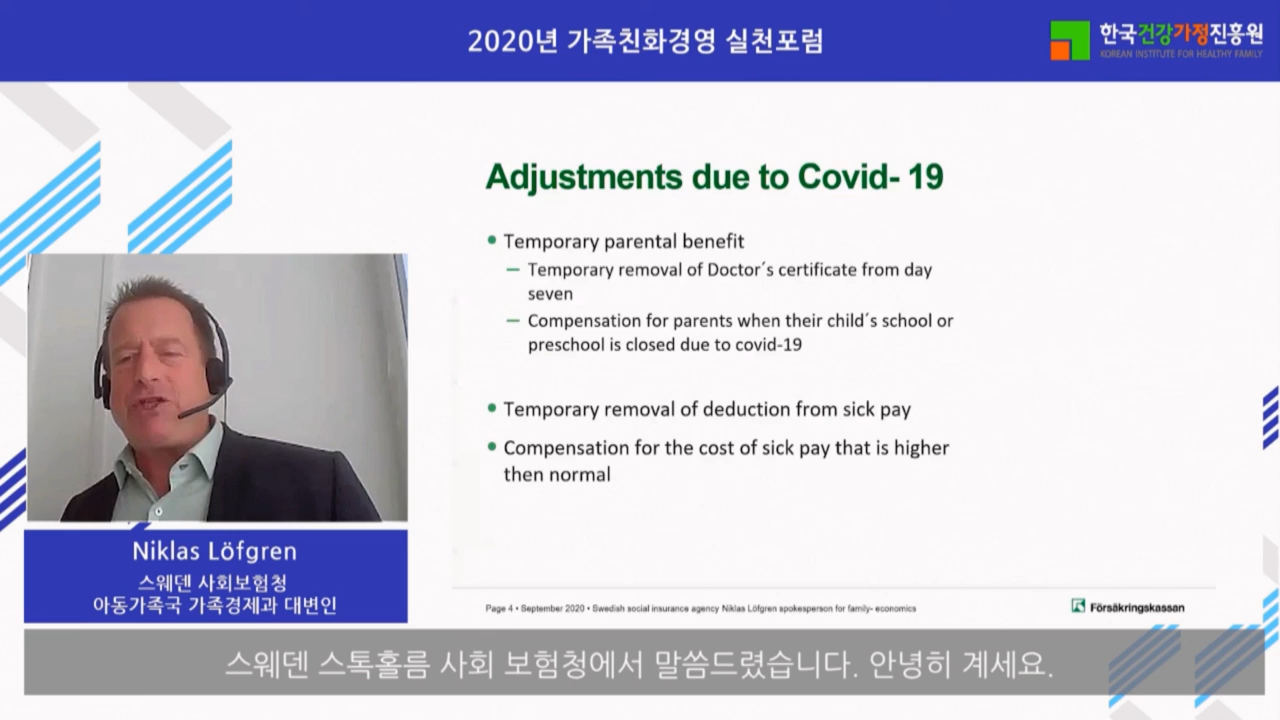 2020년 가족친화경영 실천포럼
한국건강가정진흥원
KOREAN INSTITUTE FOR HEALTHY FAMILY
Adjustments due to Covid- 19
• Temporary parental benefit
– Temporary removal of Doctor´s certificate from day
seven
– Compensation for parents when their child´s school or
preschool is closed due to covid-19
• Temporary removal of deduction from sick pay
• Compensation for the cost of sick pay that is higher
then normal
Niklas Löfgren
스웨덴 사회보험청
아동가족국 가족경제과 대변인
Page 4 • September 2020 • Swedish social insurance agency Niklas Löfgren spokesperson for family- economics
Försäkringskassan
스웨덴 스톡홀름 사회 보험청에서 말씀드렸습니다. 안녕히 계세요.